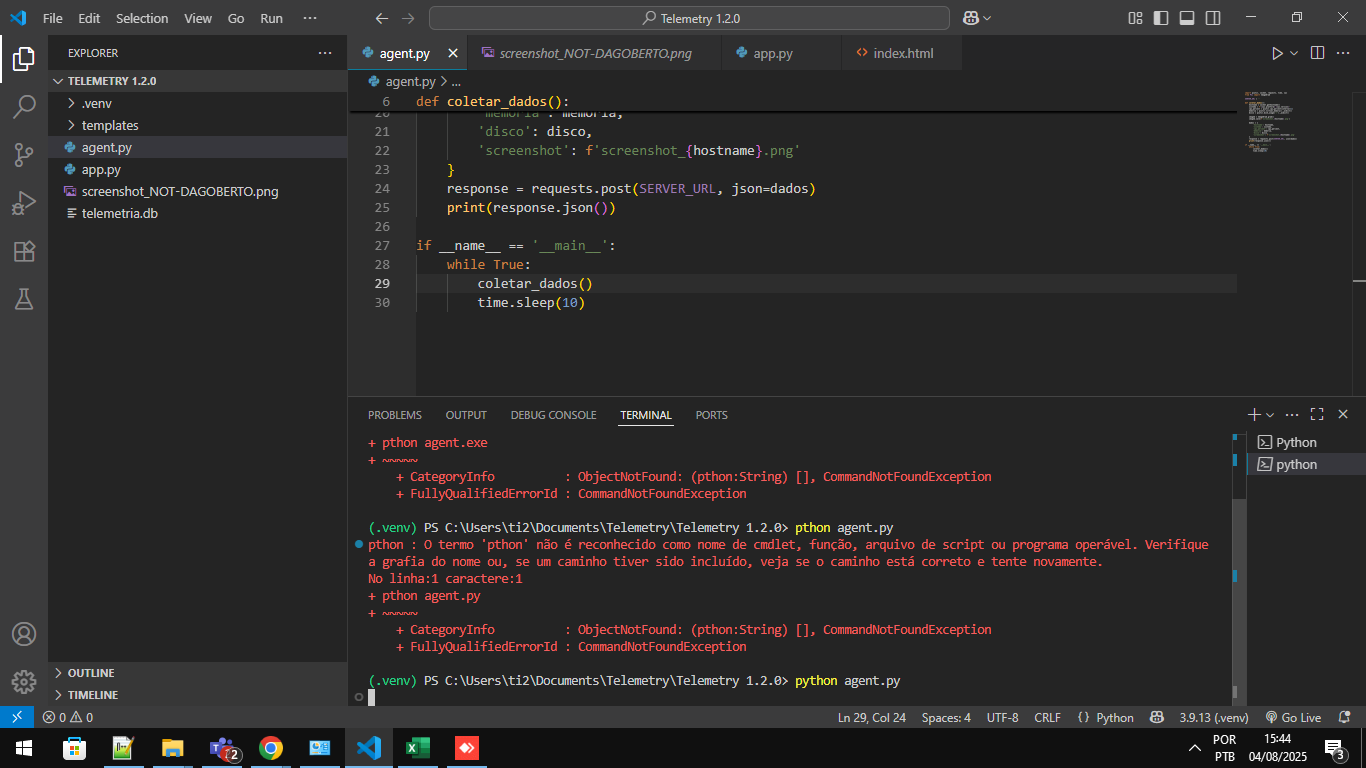 File Edit Selection View Go Run ···
Telemetry 1.2.0
EXPLORER ···
TELEMETRY 1.2.0
.venv
templates
agent.py
app.py
screenshot_NOT-DAGOBERTO.png
telemetria.db
OUTLINE
TIMELINE
agent.py screenshot_NOT-DAGOBERTO.png app.py index.html
agent.py > ...
6 def coletar_dados():
20 'memoria': memoria,
21 'disco': disco,
22 'screenshot': f'screenshot_{hostname}.png'
23 }
24 response = requests.post(SERVER_URL, json=dados)
25 print(response.json())
26
27 if __name__ == '__main__':
28 while True:
29 coletar_dados()
30 time.sleep(10)
PROBLEMS OUTPUT DEBUG CONSOLE TERMINAL PORTS
+ pthon agent.exe
+ ~~~~~
+ CategoryInfo : ObjectNotFound: (pthon:String) [], CommandNotFoundException
+ FullyQualifiedErrorId : CommandNotFoundException
(.venv) PS C:\Users\ti2\Documents\Telemetry\Telemetry 1.2.0> pthon agent.py
pthon : O termo 'pthon' não é reconhecido como nome de cmdlet, função, arquivo de script ou programa operável. Verifique
a grafia do nome ou, se um caminho tiver sido incluído, veja se o caminho está correto e tente novamente.
No linha:1 caractere:1
+ pthon agent.py
+ ~~~~~
+ CategoryInfo : ObjectNotFound: (pthon:String) [], CommandNotFoundException
+ FullyQualifiedErrorId : CommandNotFoundException
(.venv) PS C:\Users\ti2\Documents\Telemetry\Telemetry 1.2.0> python agent.py
Python
python
0 0 Ln 29, Col 24 Spaces: 4 UTF-8 CRLF {} Python 3.9.13 (.venv) Go Live
2
POR
PTB
15:44
04/08/2025
3